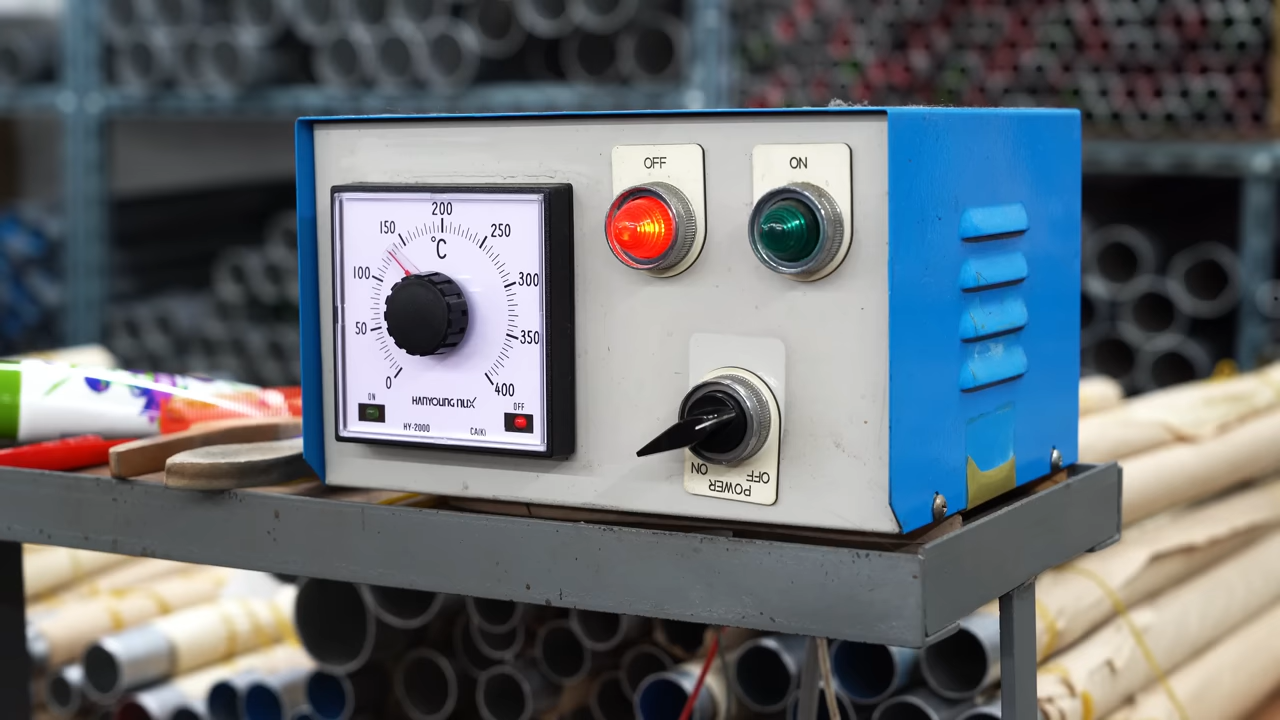 OFF
ON
200
150
250
°C
100
300
50
350
0
400
HANYOUNG NUX
ON
OFF
HY-2000
CA(K)
ON
OFF
POWER